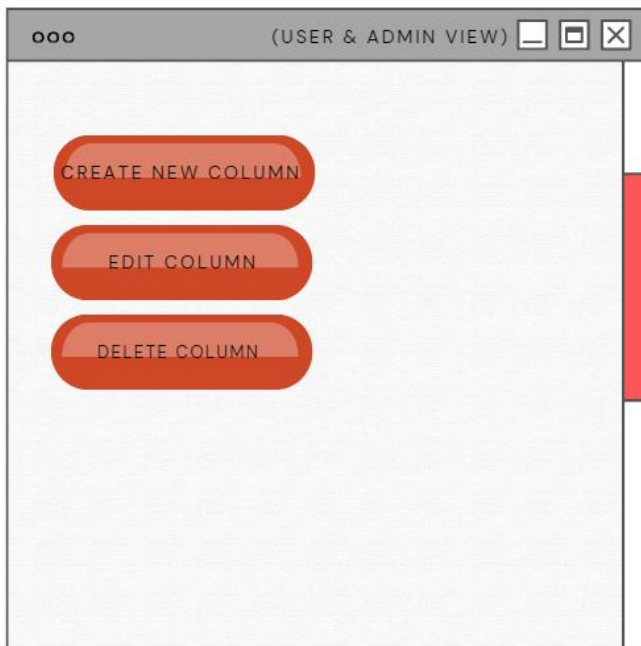 ooo
(USER & ADMIN VIEW)
CREATE NEW COLUMN
EDIT COLUMN
DELETE COLUMN